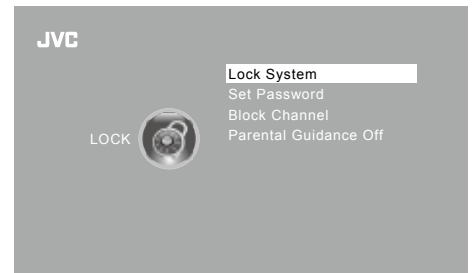 JVC
Lock System
Set Password
Block Channel
LOCK
Parental Guidance Off